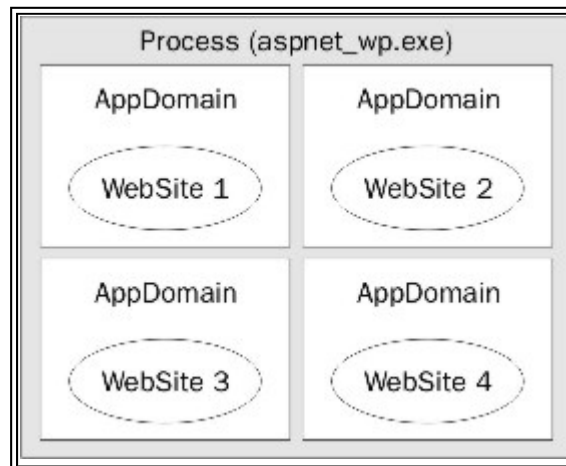 Process (aspnet_wp.exe)
AppDomain
WebSite 1
AppDomain
WebSite 2
AppDomain
WebSite 3
AppDomain
WebSite 4